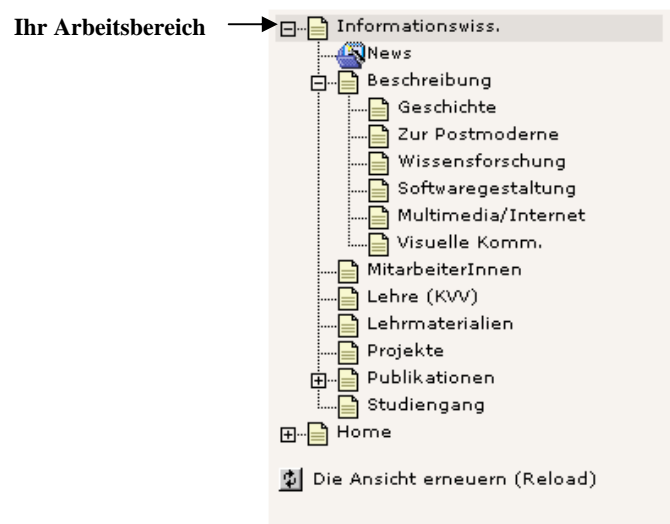 Ihr Arbeitsbereich
Informationswiss.
News
Beschreibung
Geschichte
Zur Postmoderne
Wissensforschung
Softwaregestaltung
Multimedia/Internet
Visuelle Komm.
MitarbeiterInnen
Lehre (KVV)
Lehrmaterialien
Projekte
Publikationen
Studiengang
Home
Die Ansicht erneuern (Reload)